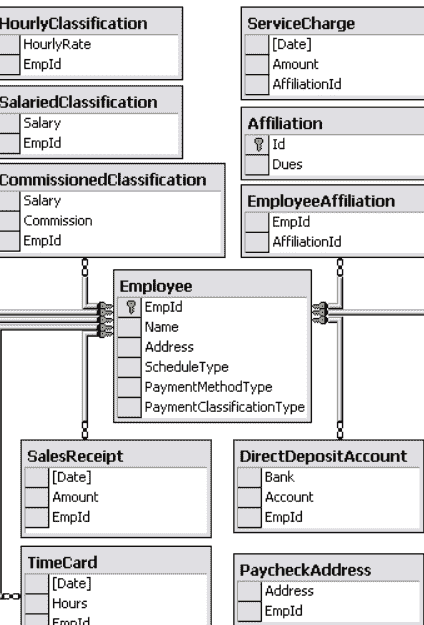 HourlyClassification
HourlyRate
EmpId
SalariedClassification
Salary
EmpId
CommissionedClassification
Salary
Commission
EmpId
ServiceCharge
[Date]
Amount
AffiliationId
Affiliation
Id
Dues
EmployeeAffiliation
EmpId
AffiliationId
Employee
EmpId
Name
Address
ScheduleType
PaymentMethodType
PaymentClassificationType
SalesReceipt
[Date]
Amount
EmpId
DirectDepositAccount
Bank
Account
EmpId
TimeCard
[Date]
Hours
EmpId
PaycheckAddress
Address
EmpId